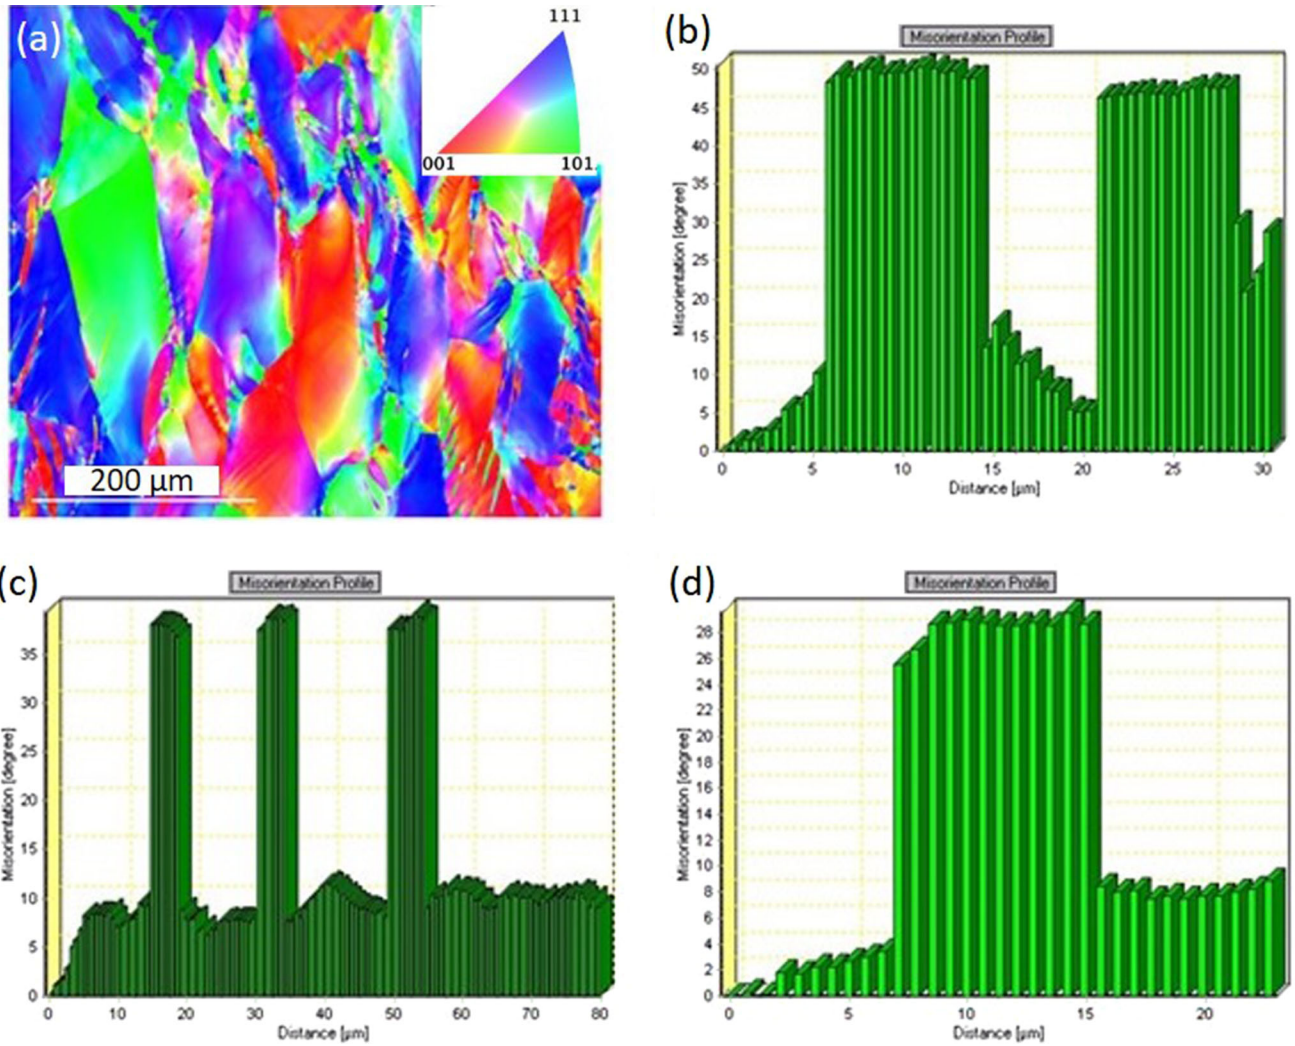 (a)
111
001
101
200 µm
(b)
Misorientation Profile
Misorientation [degree]
50
45
40
35
30
25
20
15
10
5
0
0 5 10 15 20 25 30
Distance [µm]
(c)
Misorientation Profile
Misorientation [degree]
35
30
25
20
15
10
5
0
0 10 20 30 40 50 60 70 80
Distance [µm]
(d)
Misorientation Profile
Misorientation [degree]
28
26
24
22
20
18
16
14
12
10
8
6
4
2
0
0 5 10 15 20
Distance [µm]